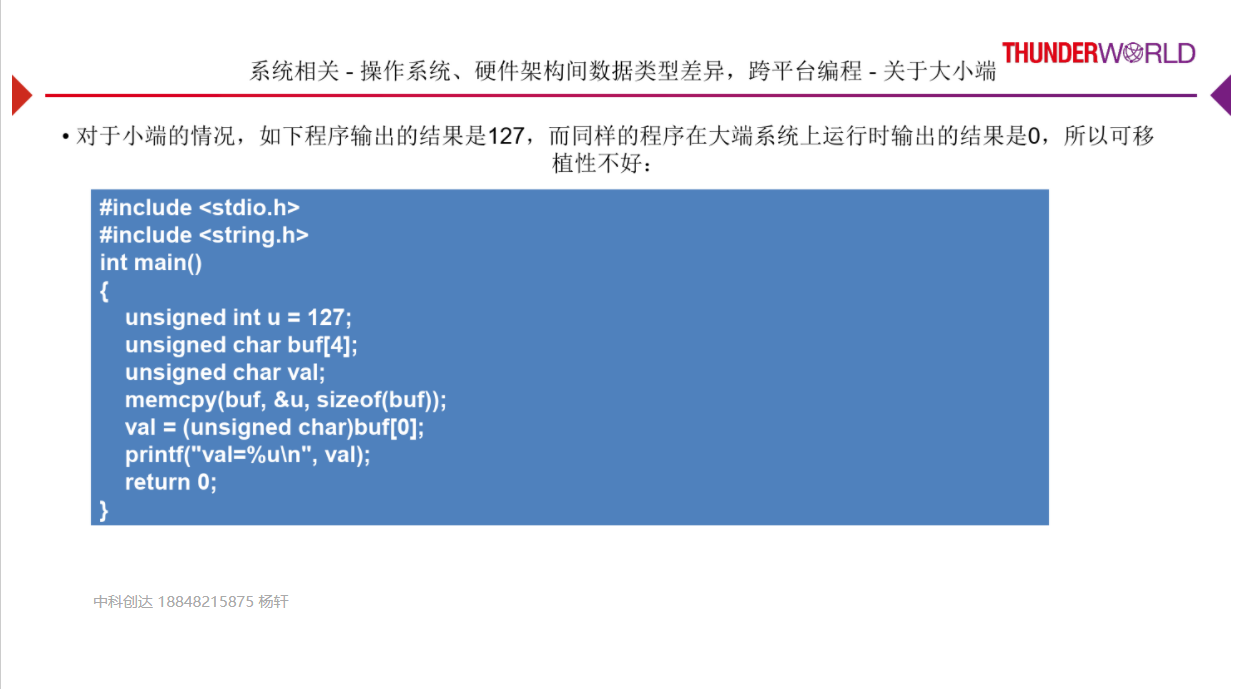 THUNDERWORLD
系统相关 - 操作系统、硬件架构间数据类型差异，跨平台编程 - 关于大小端
• 对于小端的情况，如下程序输出的结果是127，而同样的程序在大端系统上运行时输出的结果是0，所以可移
植性不好：
#include <stdio.h>
#include <string.h>
int main()
{
unsigned int u = 127;
unsigned char buf[4];
unsigned char val;
memcpy(buf, &u, sizeof(buf));
val = (unsigned char)buf[0];
printf("val=%u\n", val);
return 0;
}
中科创达 18848215875 杨轩